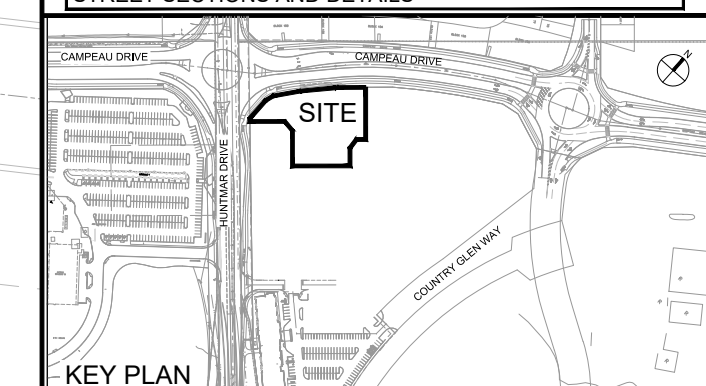 STREET SECTIONS AND DETAILS
CAMPEAU DRIVE
CAMPEAU DRIVE
N
SITE
HUNTMAR DRIVE
COUNTRY GLEN WAY
KEY PLAN